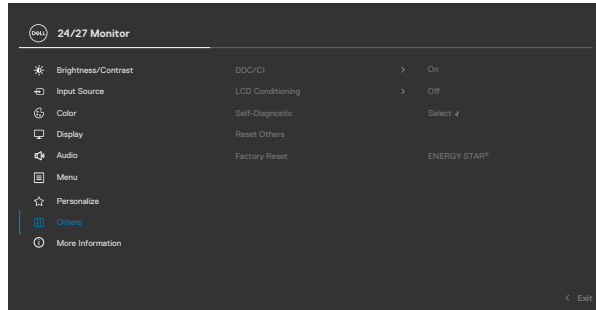 DELL 24/27 Monitor
Brightness/Contrast DDC/CI > On
Input Source LCD Conditioning > Off
Color Self-Diagnostic Select ✓
Display Reset Others
Audio Factory Reset ENERGY STAR®
Menu
Personalize
Others
More Information
< Exit